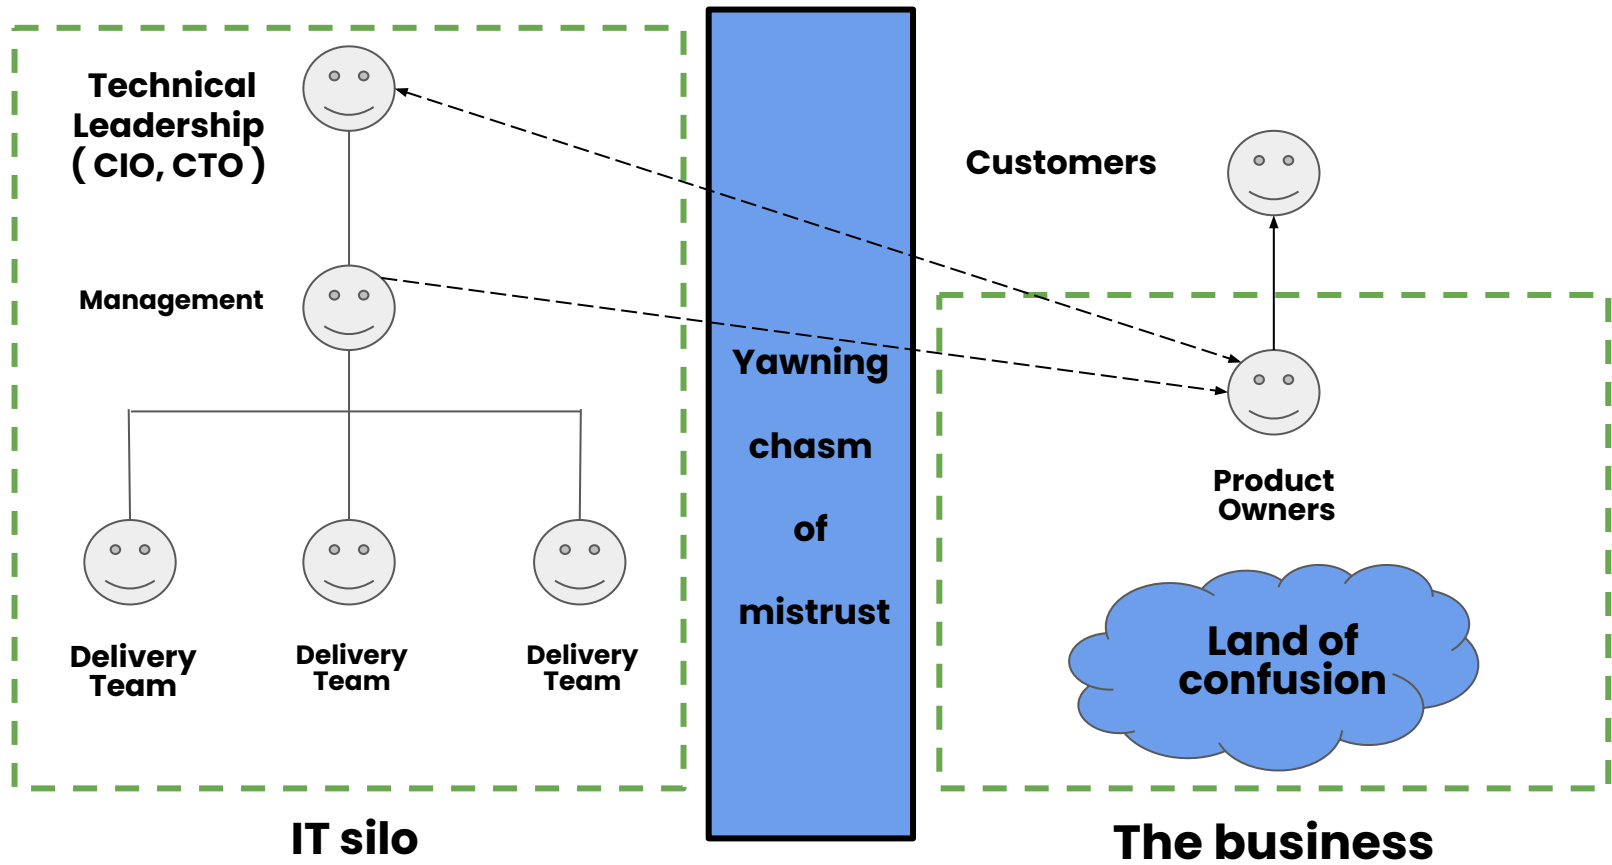 Technical
Leadership
( CIO, CTO )
Management
Delivery
Team
Delivery
Team
Delivery
Team
IT silo
Yawning
chasm
of
mistrust
Customers
Product
Owners
Land of
confusion
The business